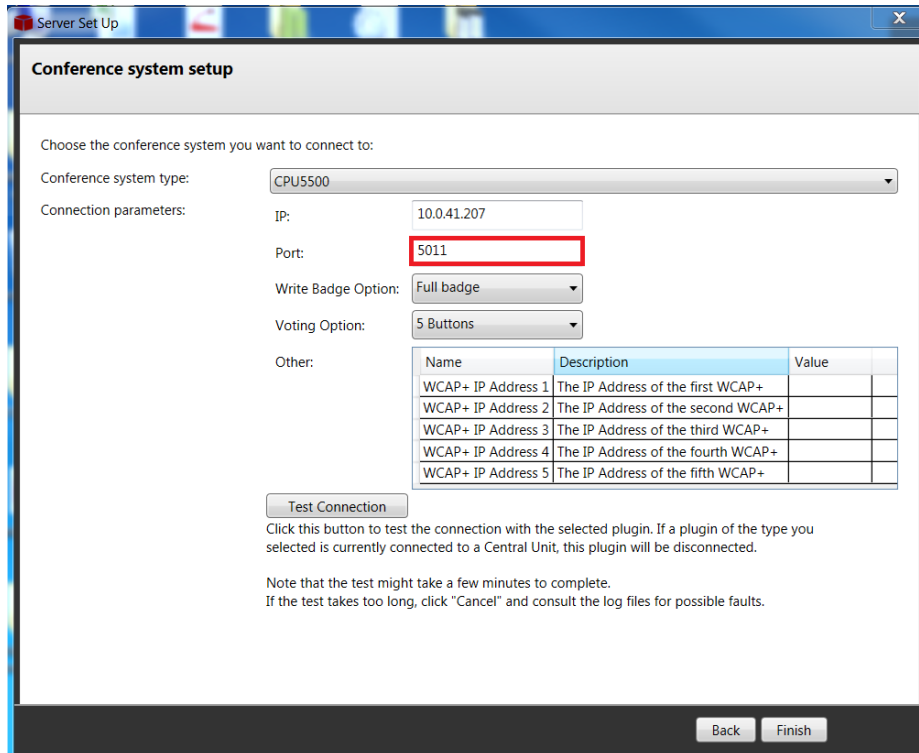 Server Set Up
Conference system setup
Choose the conference system you want to connect to:
Conference system type:
CPU5500
Connection parameters:
IP:
10.0.41.207
Port:
5011
Write Badge Option:
Full badge
Voting Option:
5 Buttons
Other:
Name Description Value
WCAP+ IP Address 1 The IP Address of the first WCAP+
WCAP+ IP Address 2 The IP Address of the second WCAP+
WCAP+ IP Address 3 The IP Address of the third WCAP+
WCAP+ IP Address 4 The IP Address of the fourth WCAP+
WCAP+ IP Address 5 The IP Address of the fifth WCAP+
Test Connection
Click this button to test the connection with the selected plugin. If a plugin of the type you
selected is currently connected to a Central Unit, this plugin will be disconnected.
Note that the test might take a few minutes to complete.
If the test takes too long, click "Cancel" and consult the log files for possible faults.
Back Finish